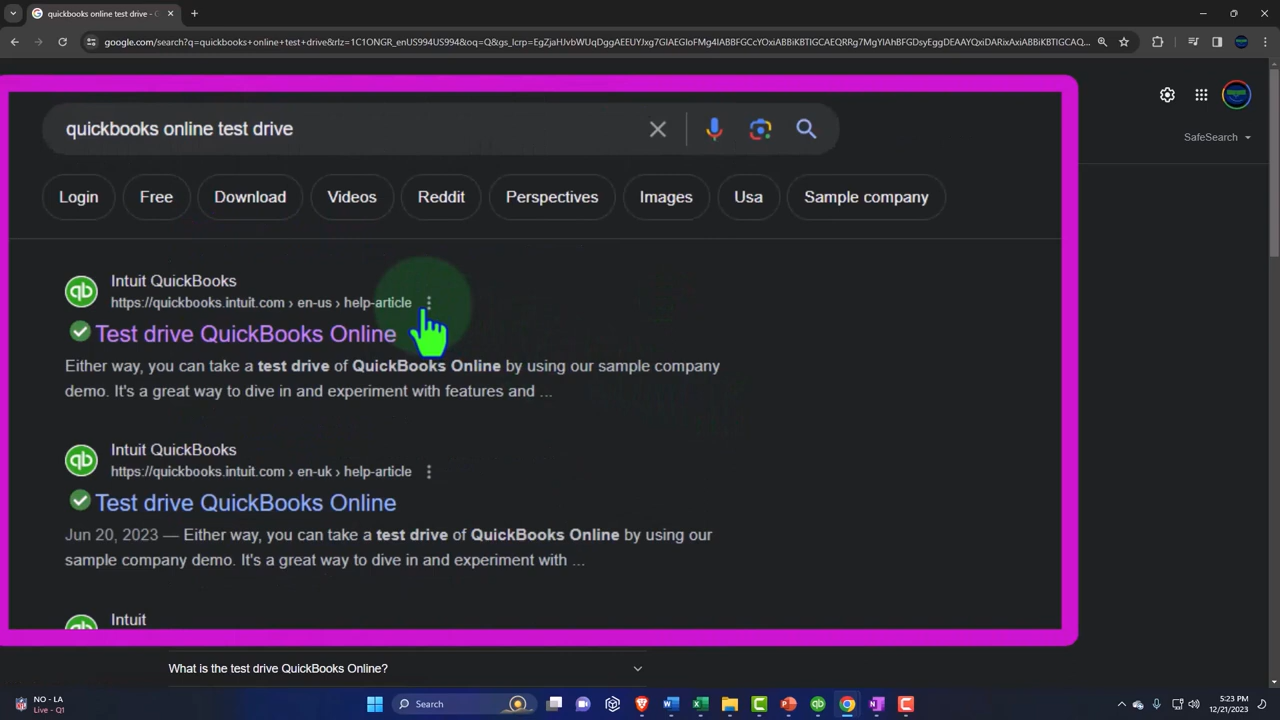 quickbooks online test drive - G
google.com/search?q=quickbooks+online+test+drive&rlz=1C1ONGR_enUS994US994&oq=Q&gs_lcrp=
quickbooks online test drive
SafeSearch
Login
Free
Download
Videos
Reddit
Perspectives
Images
Usa
Sample company
Intuit QuickBooks
https://quickbooks.intuit.com › en-us › help-article
Test drive QuickBooks Online
Either way, you can take a test drive of QuickBooks Online by using our sample company
demo. It's a great way to dive in and experiment with features and ...
Intuit QuickBooks
https://quickbooks.intuit.com › en-uk › help-article
Test drive QuickBooks Online
Jun 20, 2023 — Either way, you can take a test drive of QuickBooks Online by using our
sample company demo. It's a great way to dive in and experiment with ...
Intuit
What is the test drive QuickBooks Online?
NO - LA
Live - Q1
Search
5:23 PM
12/21/2023